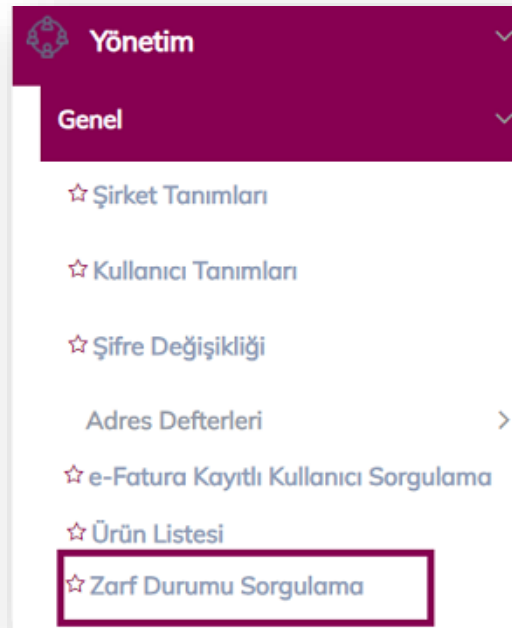 Yönetim
Genel
Şirket Tanımları
Kullanıcı Tanımları
Şifre Değişikliği
Adres Defterleri
e-Fatura Kayıtlı Kullanıcı Sorgulama
Ürün Listesi
Zarf Durumu Sorgulama